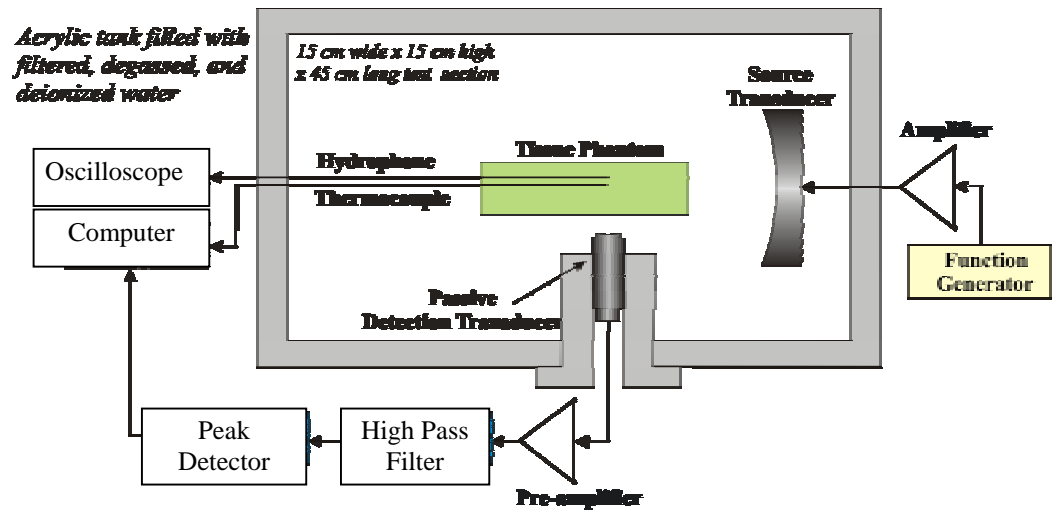 Acrylic tank filled with
filtered, degassed, and
deionized water
15 cm wide x 15 cm high
x 45 cm long test section
Source
Transducer
Amplifier
Oscilloscope
Hydrophone
Tissue Phantom
Thermocouple
Computer
Function
Generator
Passive
Detection Transducer
Peak
Detector
High Pass
Filter
Pre-amplifier